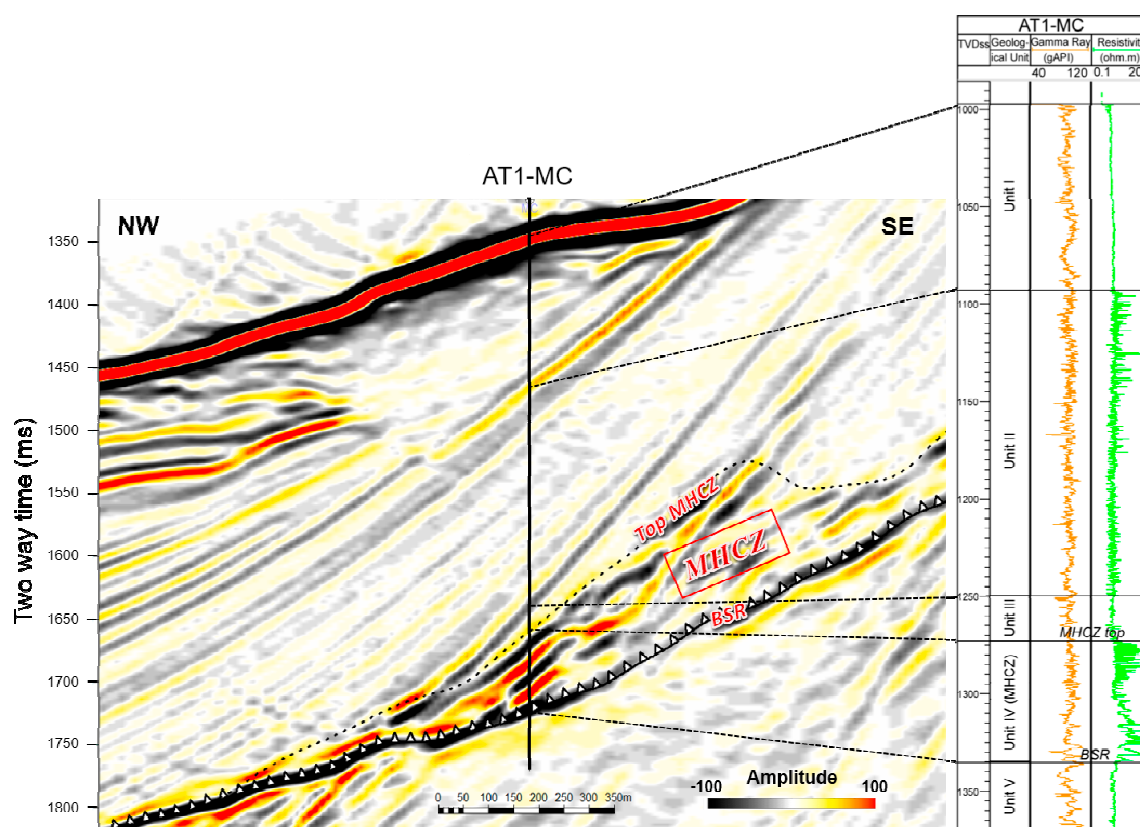 AT1-MC
TVDss
Geolog-
ical Unit
Gamma Ray
(gAPI)
40 120
Resistivit
(ohm.m)
0.1 20
1000
1050
1100
1150
1200
1250
1300
1350
Unit I
Unit II
Unit III
Unit IV (MHCZ)
Unit V
MHCZ top
BSR
AT1-MC
NW
SE
Two way time (ms)
1350
1400
1450
1500
1550
1600
1650
1700
1750
1800
Top MHCZ
MHCZ
BSR
0 50 100 150 200 250 300 350m
Amplitude
-100 100